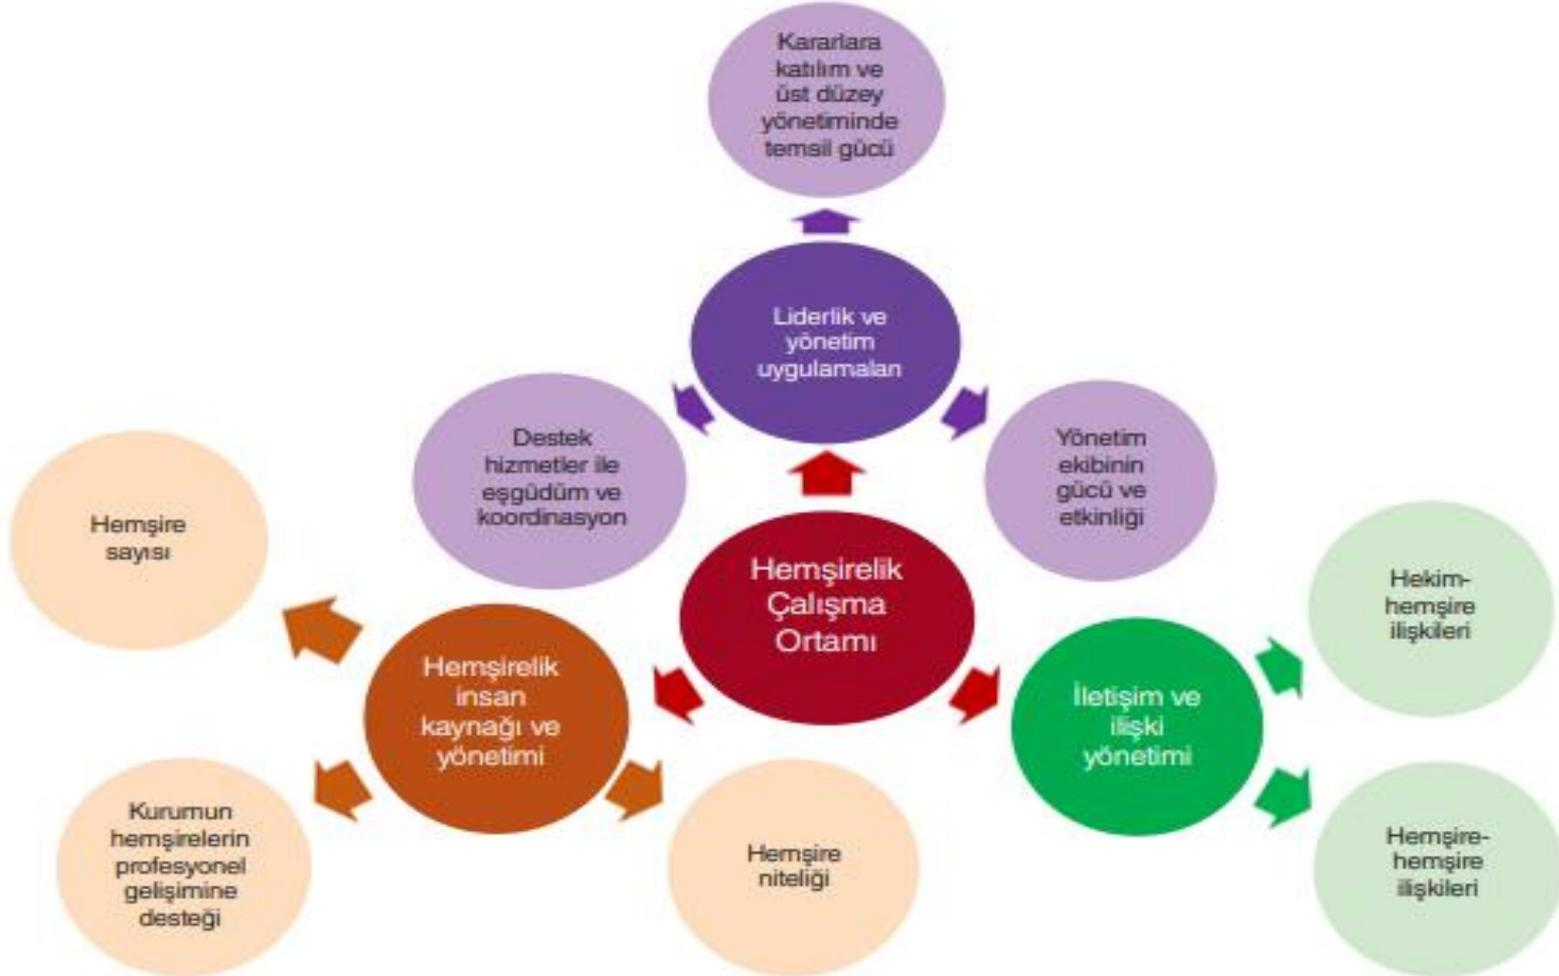 Kararlara
katılım ve
üst düzey
yönetiminde
temsil gücü
Liderlik ve
yönetim
uygulamaları
Destek
hizmetler ile
eşgüdüm ve
koordinasyon
Yönetim
ekibinin
gücü ve
etkinliği
Hemşire
sayısı
Hemşirelik
Çalışma
Ortamı
Hekim-
hemşire
ilişkileri
Hemşirelik
insan
kaynağı ve
yönetimi
İletişim ve
ilişki
yönetimi
Kurumun
hemşirelerin
profesyonel
gelişimine
desteği
Hemşire
niteliği
Hemşire-
hemşire
ilişkileri